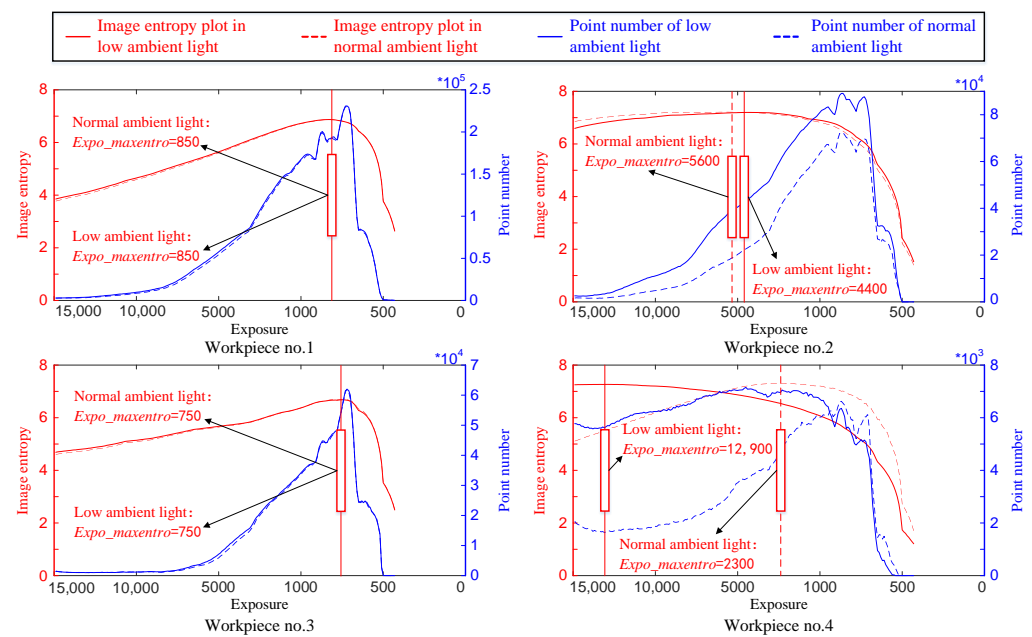 Image entropy plot in
low ambient light
Image entropy plot in
normal ambient light
Point number of low
ambient light
Point number of normal
ambient light
*10^5
8
6
4
2
0
Image entropy
Normal ambient light:
Expo_maxentro=850
Low ambient light:
Expo_maxentro=850
2.5
2
1.5
1
0.5
0
Point number
15,000
10,000
5000
1000
500
0
Exposure
Workpiece no.1
*10^4
8
6
4
2
0
Image entropy
Normal ambient light:
Expo_maxentro=5600
Low ambient light:
Expo_maxentro=4400
10
8
6
4
2
0
Point number
15,000
10,000
5000
1000
500
0
Exposure
Workpiece no.2
*10^4
8
6
4
2
0
Image entropy
Normal ambient light:
Expo_maxentro=750
Low ambient light:
Expo_maxentro=750
7
6
5
4
3
2
1
0
Point number
15,000
10,000
5000
1000
500
0
Exposure
Workpiece no.3
*10^3
8
6
4
2
0
Image entropy
Low ambient light:
Expo_maxentro=12,900
Normal ambient light:
Expo_maxentro=2300
10
8
6
4
2
0
Point number
15,000
10,000
5000
1000
500
0
Exposure
Workpiece no.4